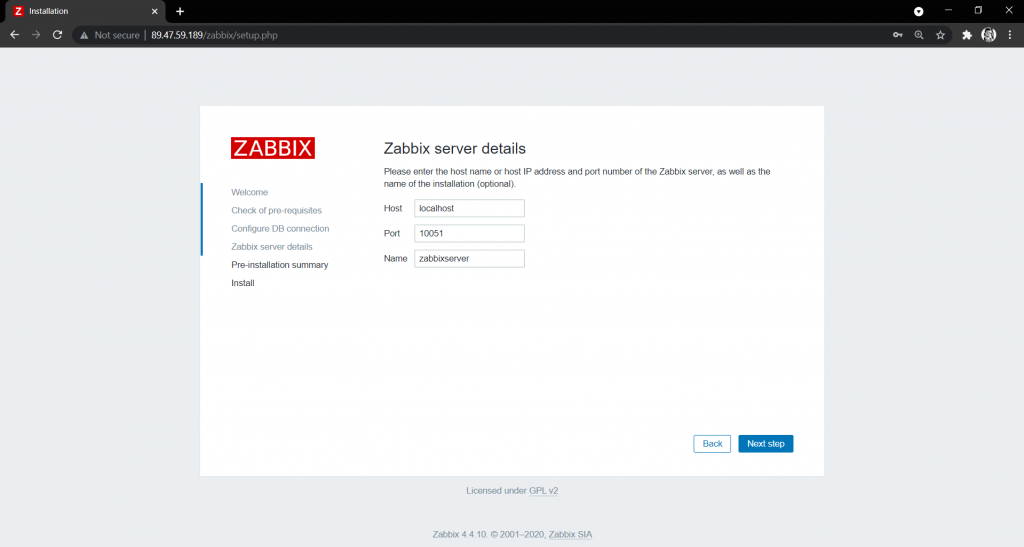 Installation
Not secure | 89.47.59.189/zabbix/setup.php
ZABBIX
Welcome
Check of pre-requisites
Configure DB connection
Zabbix server details
Pre-installation summary
Install
Zabbix server details
Please enter the host name or host IP address and port number of the Zabbix server, as well as the
name of the installation (optional).
Host localhost
Port 10051
Name zabbixserver
Back Next step
Licensed under GPL v2
Zabbix 4.4.10. © 2001–2020, Zabbix SIA